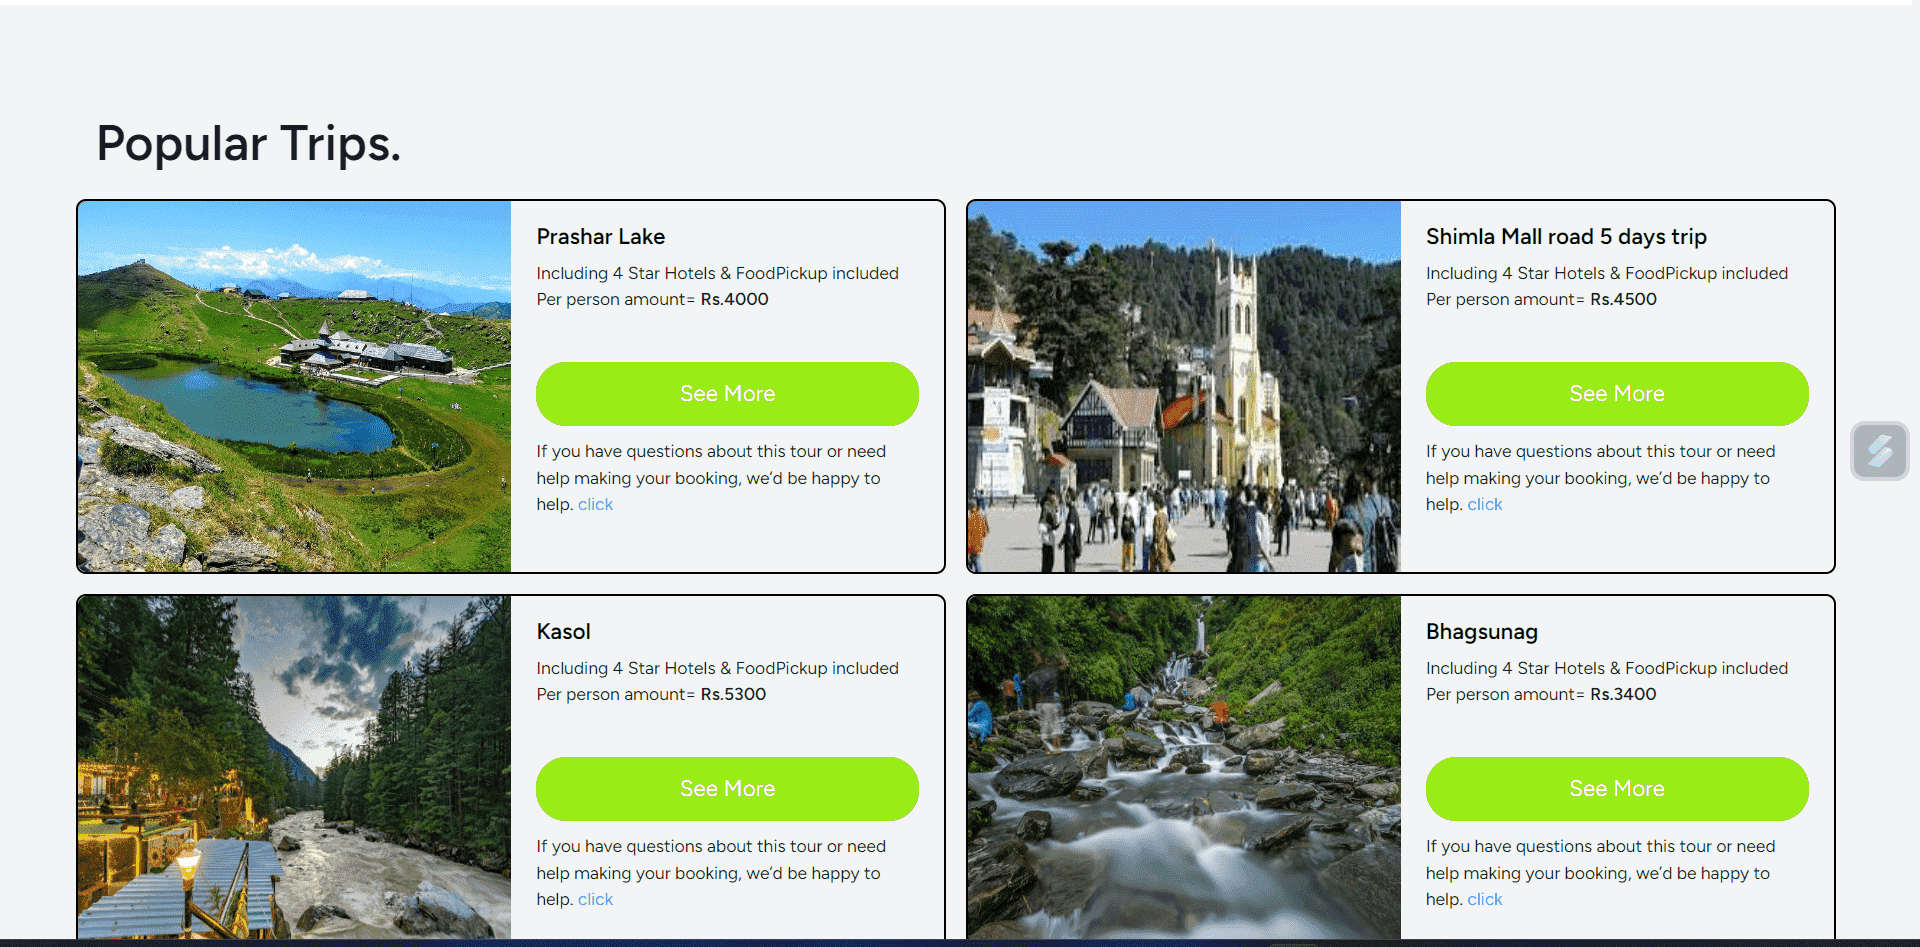 Popular Trips.
Prashar Lake
Including 4 Star Hotels & FoodPickup included
Per person amount= Rs.4000
See More
If you have questions about this tour or need
help making your booking, we’d be happy to
help. click
Shimla Mall road 5 days trip
Including 4 Star Hotels & FoodPickup included
Per person amount= Rs.4500
See More
If you have questions about this tour or need
help making your booking, we’d be happy to
help. click
Kasol
Including 4 Star Hotels & FoodPickup included
Per person amount= Rs.5300
See More
If you have questions about this tour or need
help making your booking, we’d be happy to
help. click
Bhagsunag
Including 4 Star Hotels & FoodPickup included
Per person amount= Rs.3400
See More
If you have questions about this tour or need
help making your booking, we’d be happy to
help. click